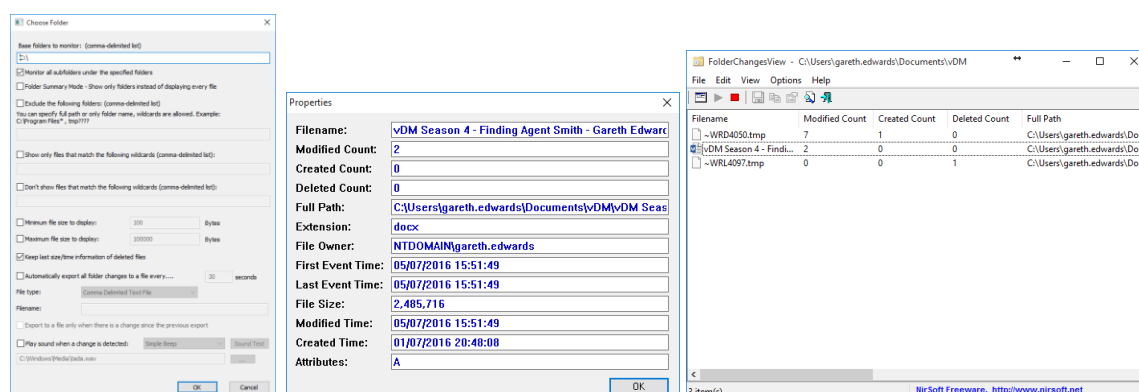 Choose Folder
Base folders to monitor: (comma-delimited list)
C:\
Monitor all subfolders under the specified folders
Folder Summary Mode - Show only folders instead of displaying every file
Exclude the following folders: (comma-delimited list)
You can specify full path or only folder name, wildcards are allowed. Example:
C:\Program Files* , tmp????
Show only files that match the following wildcards (comma-delimited list):
Don't show files that match the following wildcards (comma-delimited list):
Minimum file size to display: 100 Bytes
Maximum file size to display: 100000 Bytes
Keep last size/time information of deleted files
Automatically export all folder changes to a file every..... 30 seconds
File type: Comma Delimited Text File
Filename:
Export to a file only when there is a change since the previous export
Play sound when a change is detected: Simple Beep Sound Test
C:\Windows\Media\tada.wav ...
OK Cancel
Properties
Filename: vDM Season 4 - Finding Agent Smith - Gareth Edwarc
Modified Count: 2
Created Count: 0
Deleted Count: 0
Full Path: C:\Users\gareth.edwards\Documents\vDM\vDM Seas
Extension: docx
File Owner: NTDOMAIN\gareth.edwards
First Event Time: 05/07/2016 15:51:49
Last Event Time: 05/07/2016 15:51:49
File Size: 2,485,716
Modified Time: 05/07/2016 15:51:49
Created Time: 01/07/2016 20:48:08
Attributes: A
OK
FolderChangesView - C:\Users\gareth.edwards\Documents\vDM
File Edit View Options Help
Filename Modified Count Created Count Deleted Count Full Path
~WRD4050.tmp 7 1 0 C:\Users\gareth.edwards\Do
vDM Season 4 - Findi... 2 0 0 C:\Users\gareth.edwards\Do
~WRL4097.tmp 0 0 1 C:\Users\gareth.edwards\Do
3 item(s) NirSoft Freeware. http://www.nirsoft.net